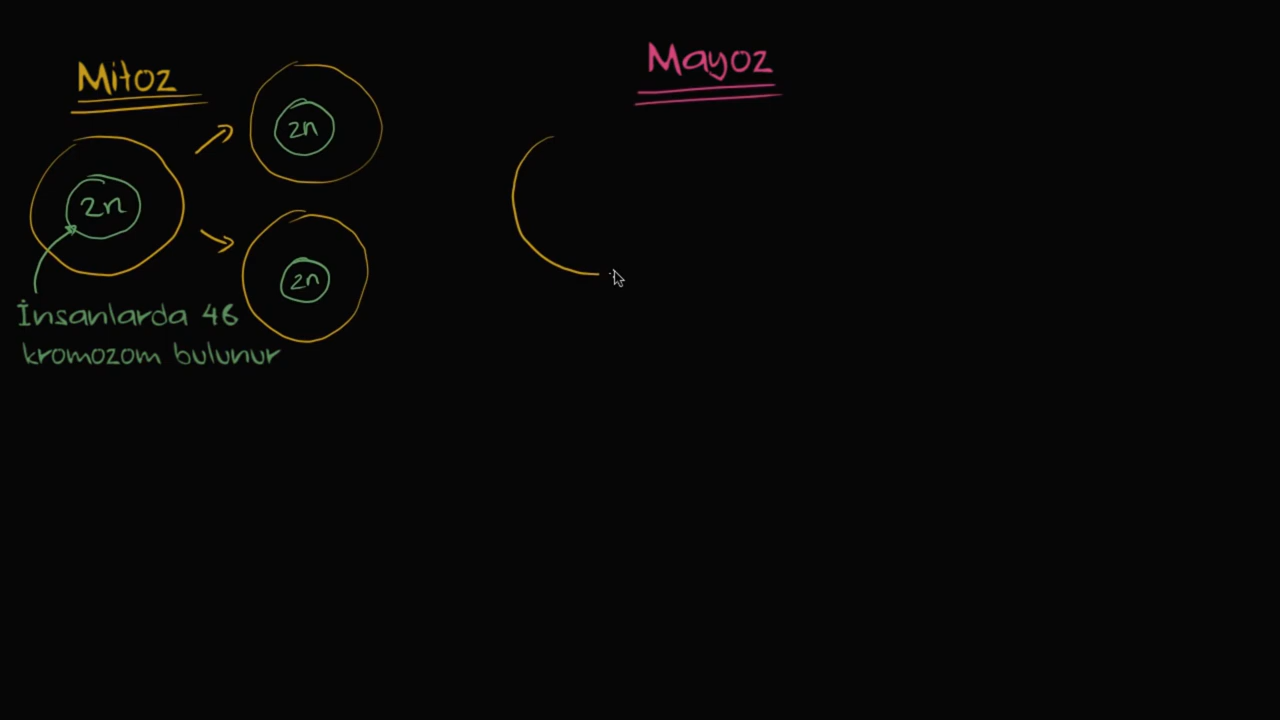 Mitoz
2n
2n
2n
İnsanlarda 46
kromozom bulunur
Mayoz